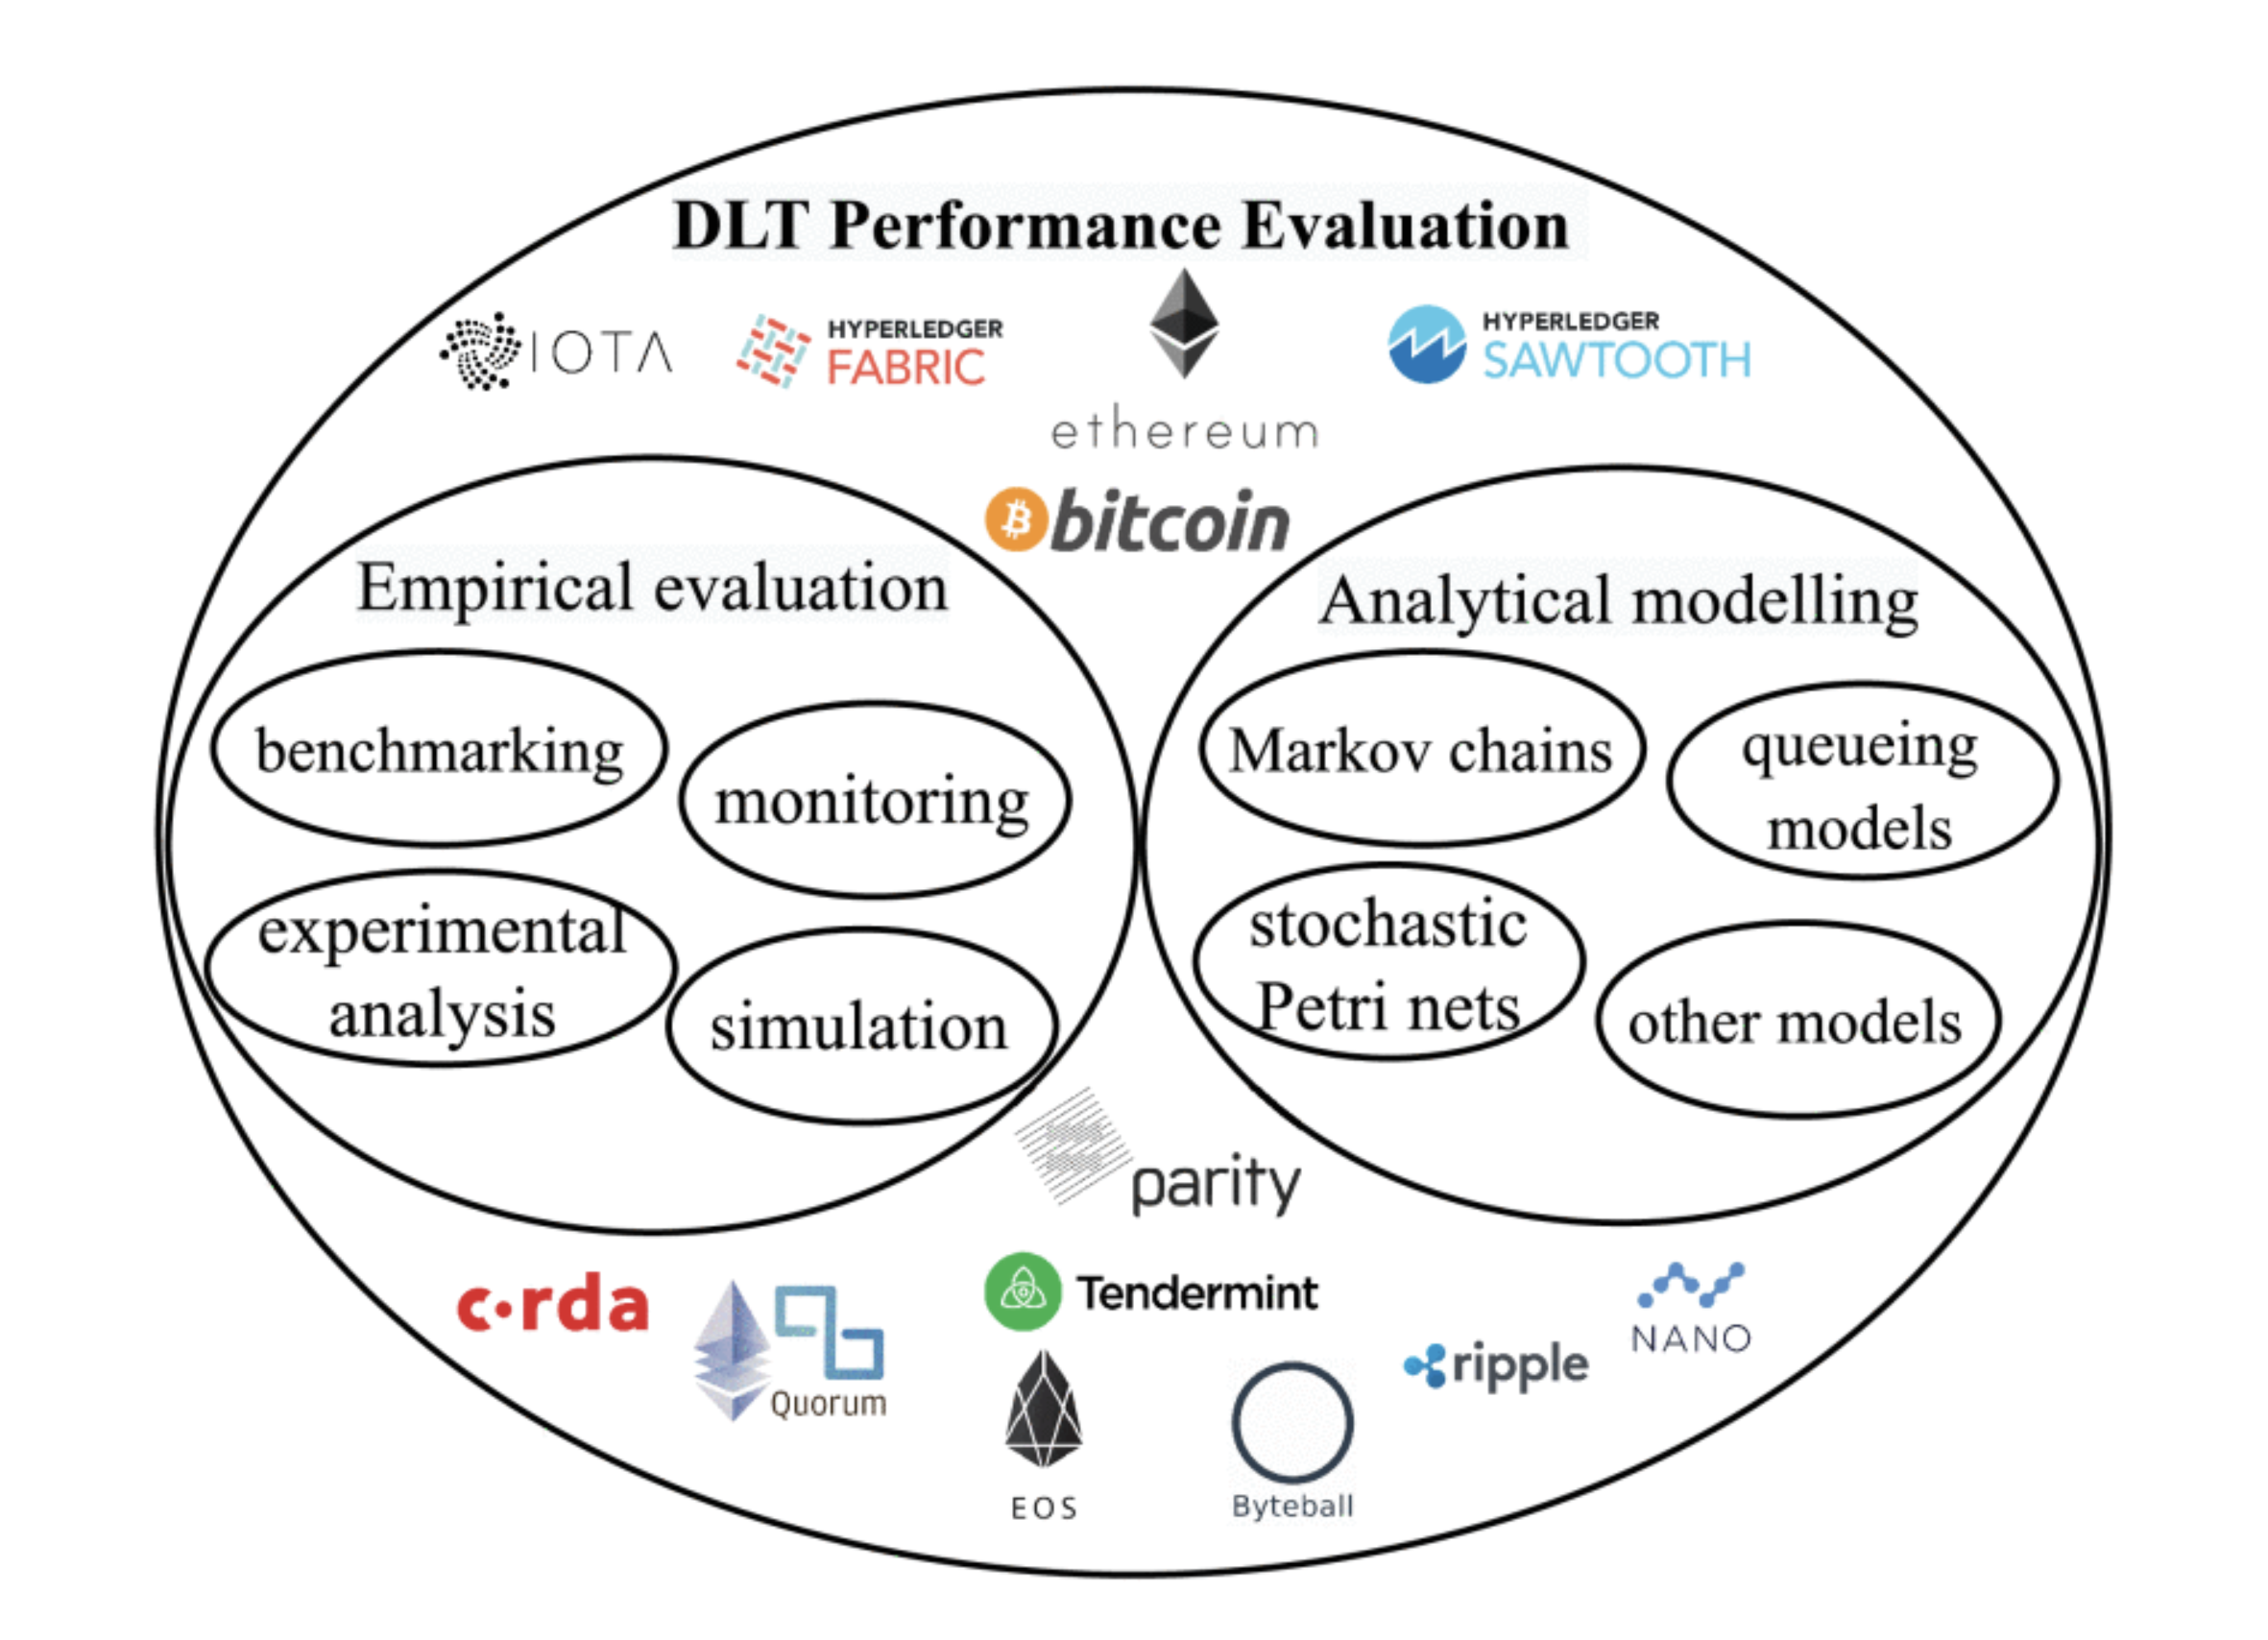 DLT Performance Evaluation
IOTA
HYPERLEDGER
FABRIC
ethereum
HYPERLEDGER
SAWTOOTH
bitcoin
Empirical evaluation
benchmarking
monitoring
experimental
analysis
simulation
Analytical modelling
Markov chains
queueing
models
stochastic
Petri nets
other models
parity
c•rda
Quorum
Tendermint
EOS
Byteball
ripple
NANO